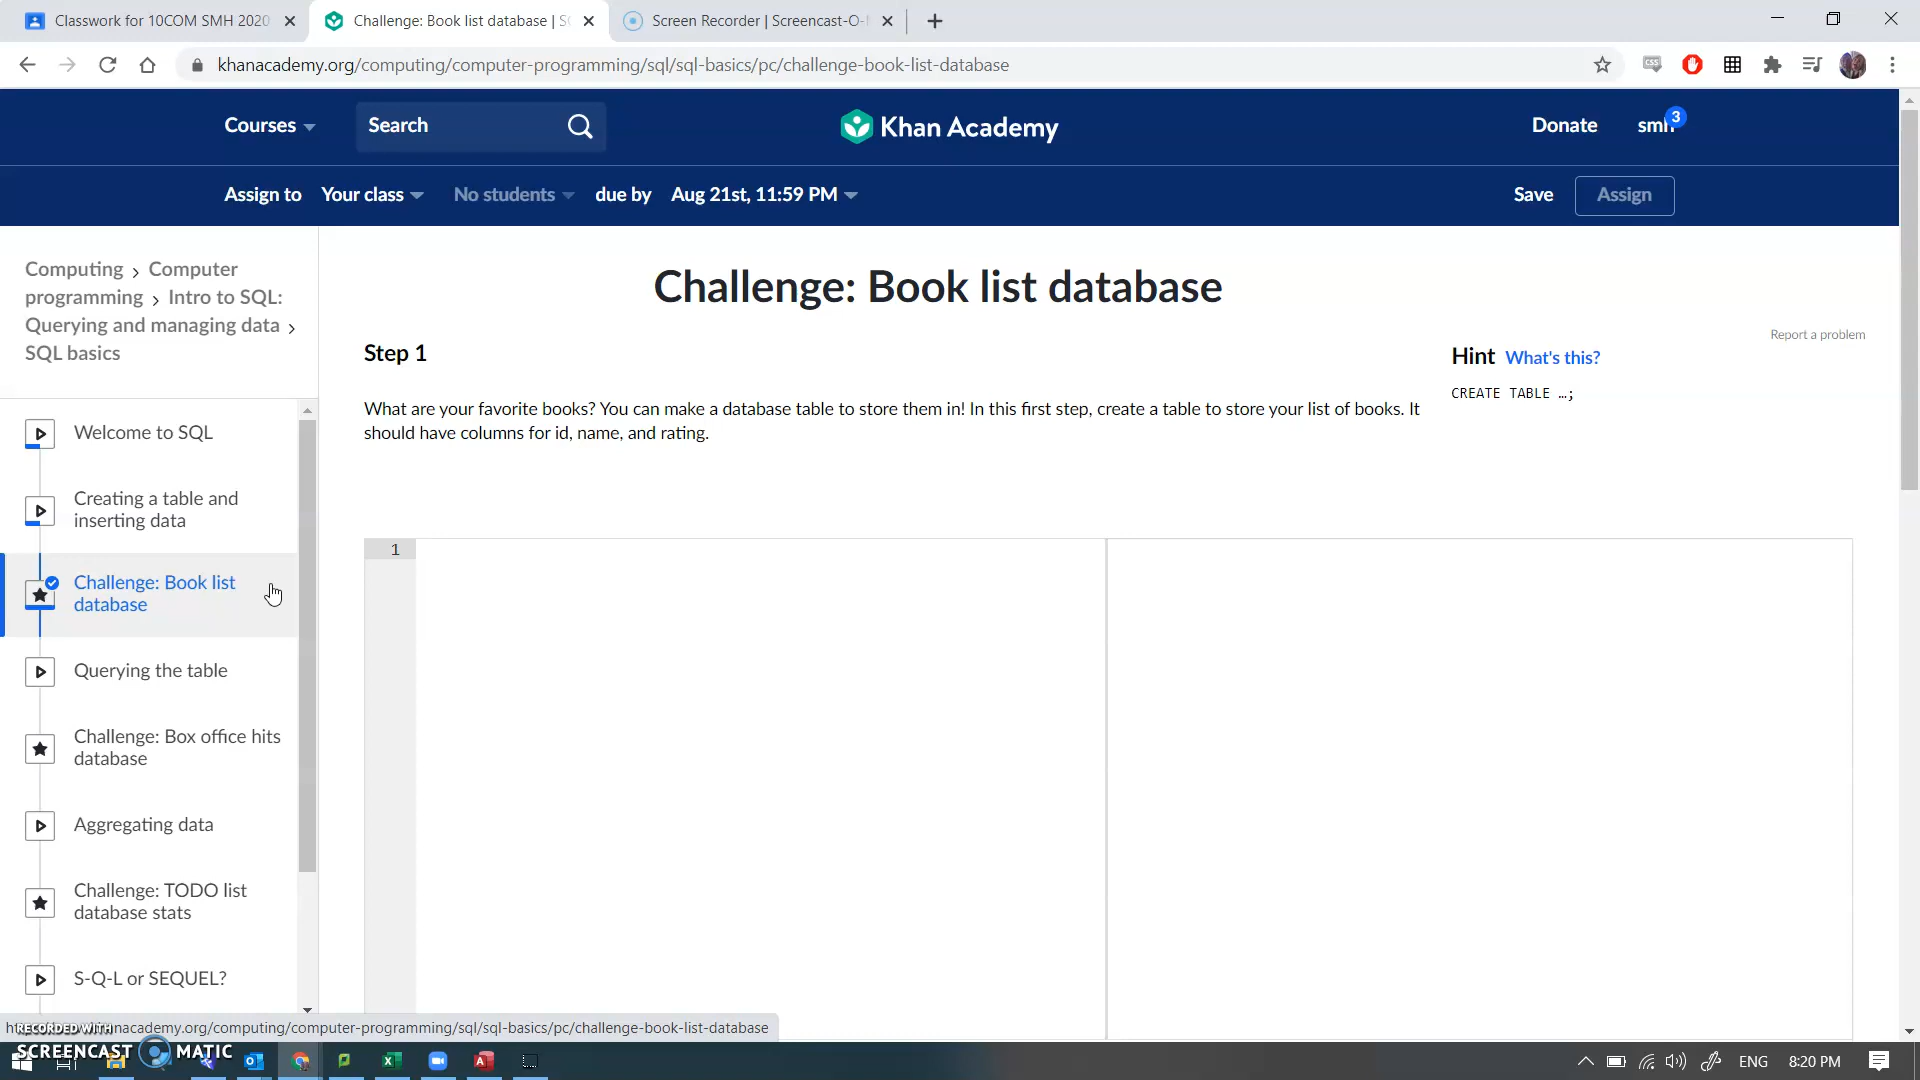 Classwork for 10COM SMH 2020
Challenge: Book list database | S
Screen Recorder | Screencast-O-
khanacademy.org/computing/computer-programming/sql/sql-basics/pc/challenge-book-list-database
Courses
Search
Khan Academy
Donate
smh
3
Assign to
Your class
No students
due by
Aug 21st, 11:59 PM
Save
Assign
Computing > Computer
programming > Intro to SQL:
Querying and managing data >
SQL basics
Challenge: Book list database
Report a problem
Step 1
Hint What's this?
CREATE TABLE …;
What are your favorite books? You can make a database table to store them in! In this first step, create a table to store your list of books. It
should have columns for id, name, and rating.
1
Welcome to SQL
Creating a table and
inserting data
Challenge: Book list
database
Querying the table
Challenge: Box office hits
database
Aggregating data
Challenge: TODO list
database stats
S-Q-L or SEQUEL?
anacademy.org/computing/computer-programming/sql/sql-basics/pc/challenge-book-list-database
RECORDED WITH
SCREENCAST MATIC
ENG
8:20 PM